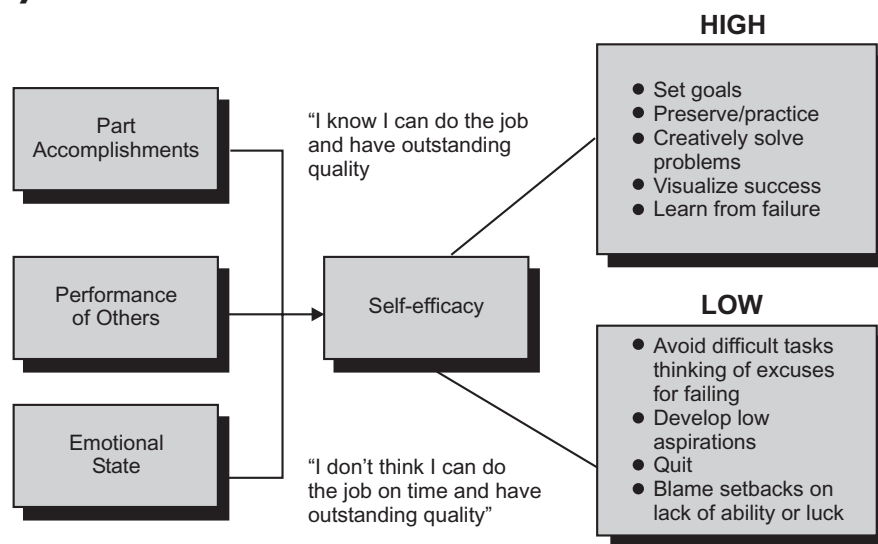 Part
Accomplishments
Performance
of Others
Emotional
State
“I know I can do the job
and have outstanding
quality
Self-efficacy
“I don’t think I can do
the job on time and have
outstanding quality”
HIGH
● Set goals
● Preserve/practice
● Creatively solve
problems
● Visualize success
● Learn from failure
LOW
● Avoid difficult tasks
thinking of excuses
for failing
● Develop low
aspirations
● Quit
● Blame setbacks on
lack of ability or luck